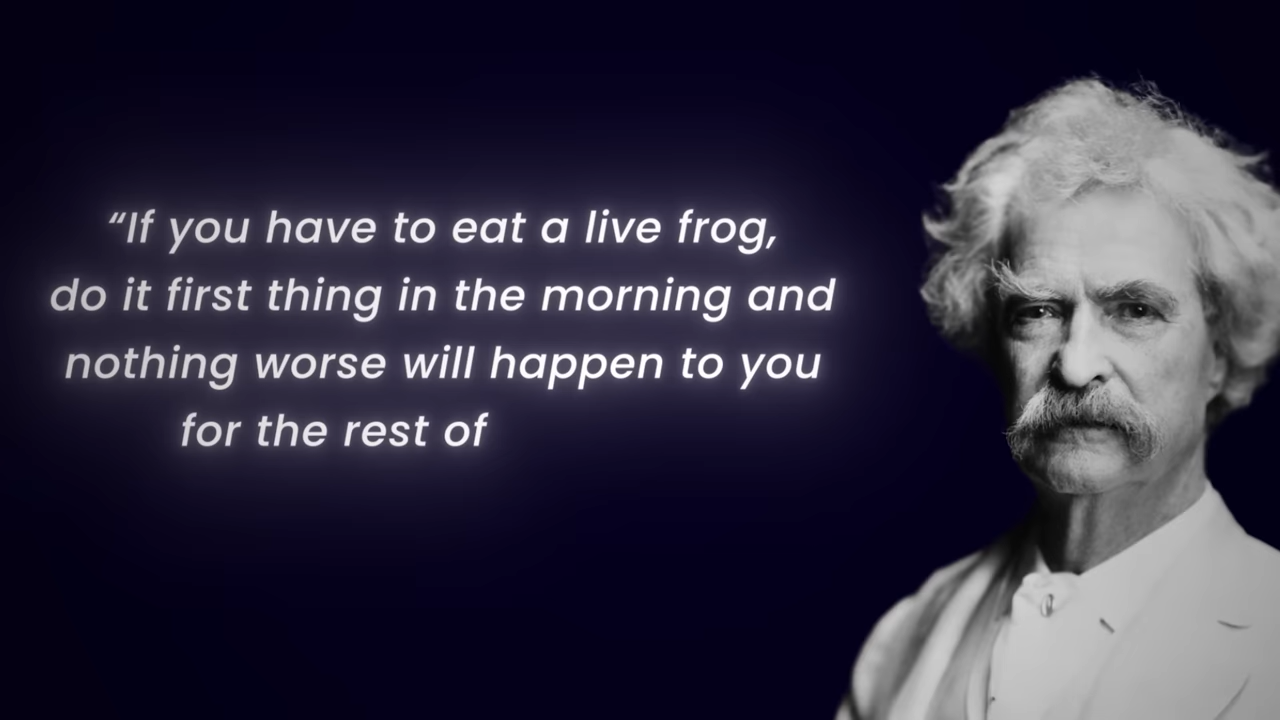 “If you have to eat a live frog,
do it first thing in the morning and
nothing worse will happen to you
for the rest of